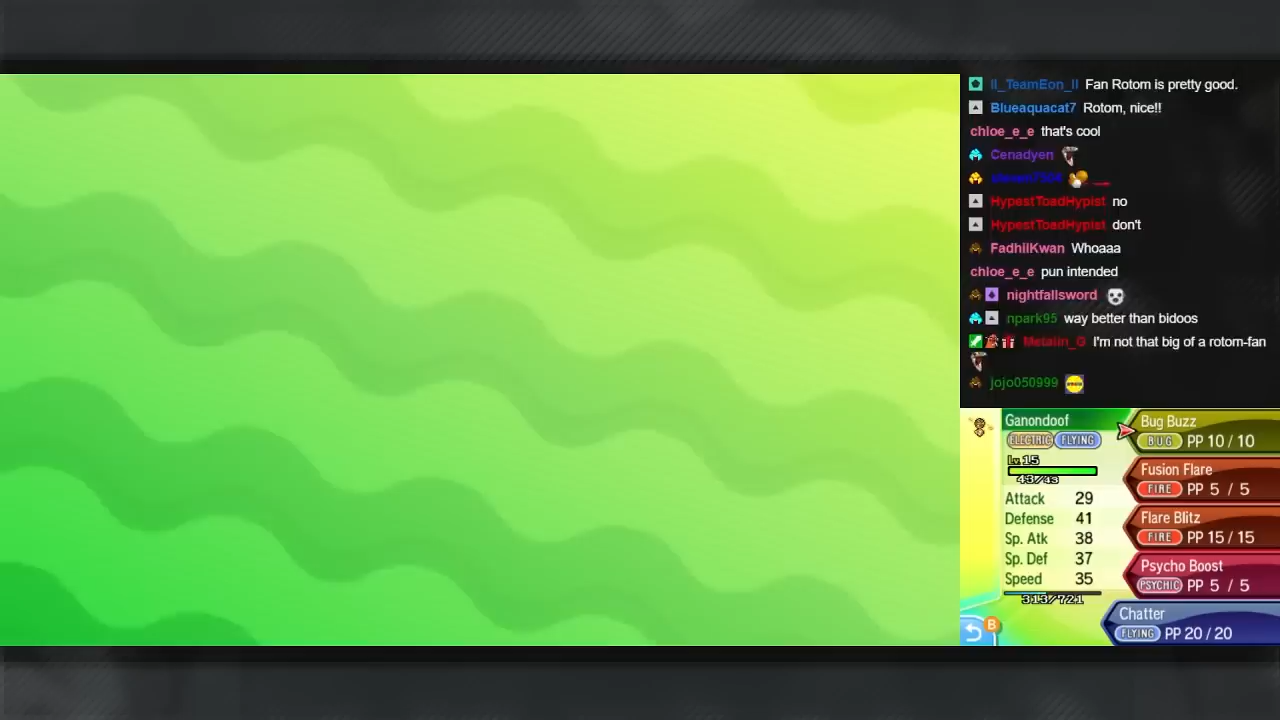 ll_TeamEon_ll Fan Rotom is pretty good.
Blueaquacat7 Rotom, nice!!
chloe_e_e that's cool
Cenadyen
HypestToadHypist no
HypestToadHypist don't
FadhilKwan Whoaaa
chloe_e_e pun intended
nightfallsword
npark95 way better than bidoos
Metalin_G I'm not that big of a rotom-fan
jojo050999
Ganondoof
ELECTRIC FLYING
Lv.15
43/43
Attack 29
Defense 41
Sp. Atk 38
Sp. Def 37
Speed 35
313/721
B
Bug Buzz
BUG PP 10/10
Fusion Flare
FIRE PP 5 / 5
Flare Blitz
FIRE PP 15/15
Psycho Boost
PSYCHIC PP 5 / 5
Chatter
FLYING PP 20/20